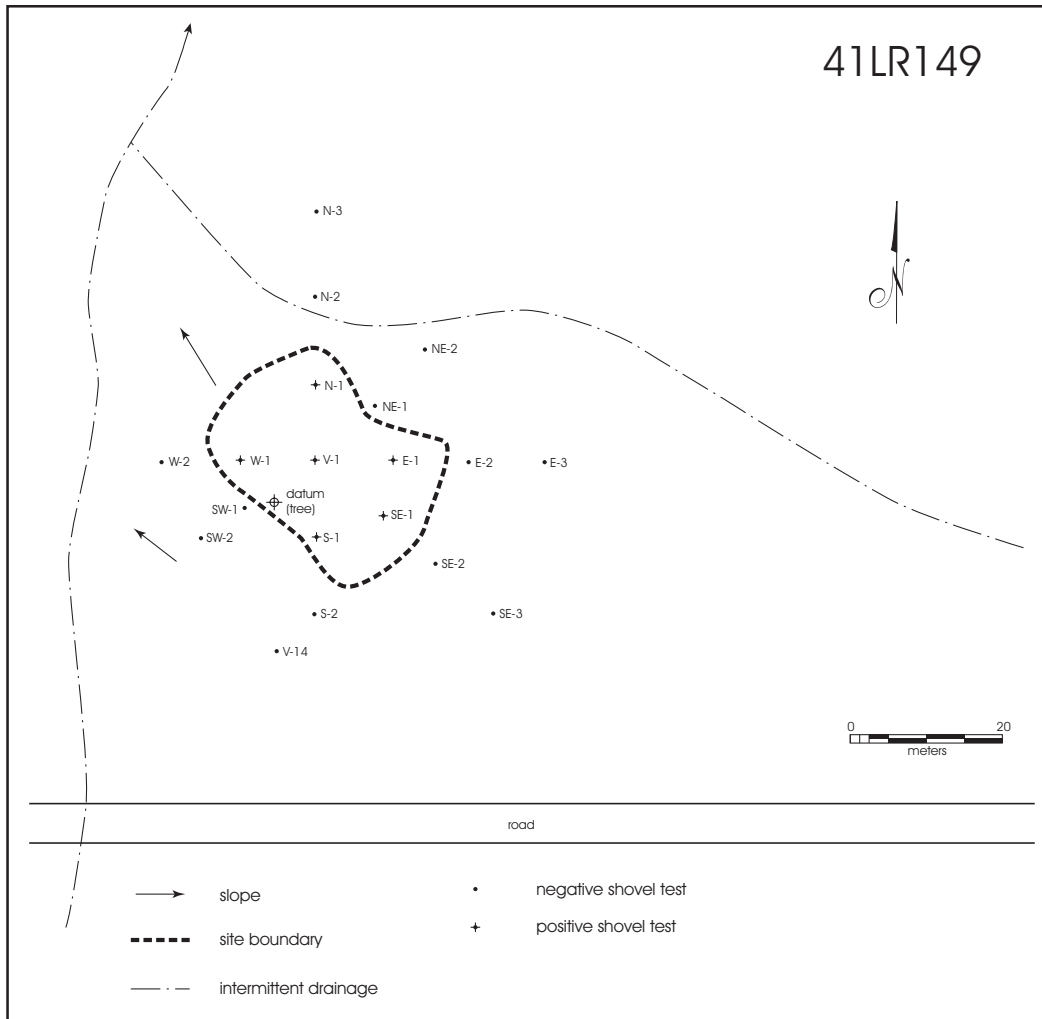 41LR149
N-3
N
N-2
NE-2
N-1
NE-1
W-2
W-1
V-1
E-1
E-2
E-3
datum
(tree)
SW-1
SE-1
SW-2
S-1
SE-2
S-2
SE-3
V-14
0 20
meters
road
slope
negative shovel test
site boundary
positive shovel test
intermittent drainage